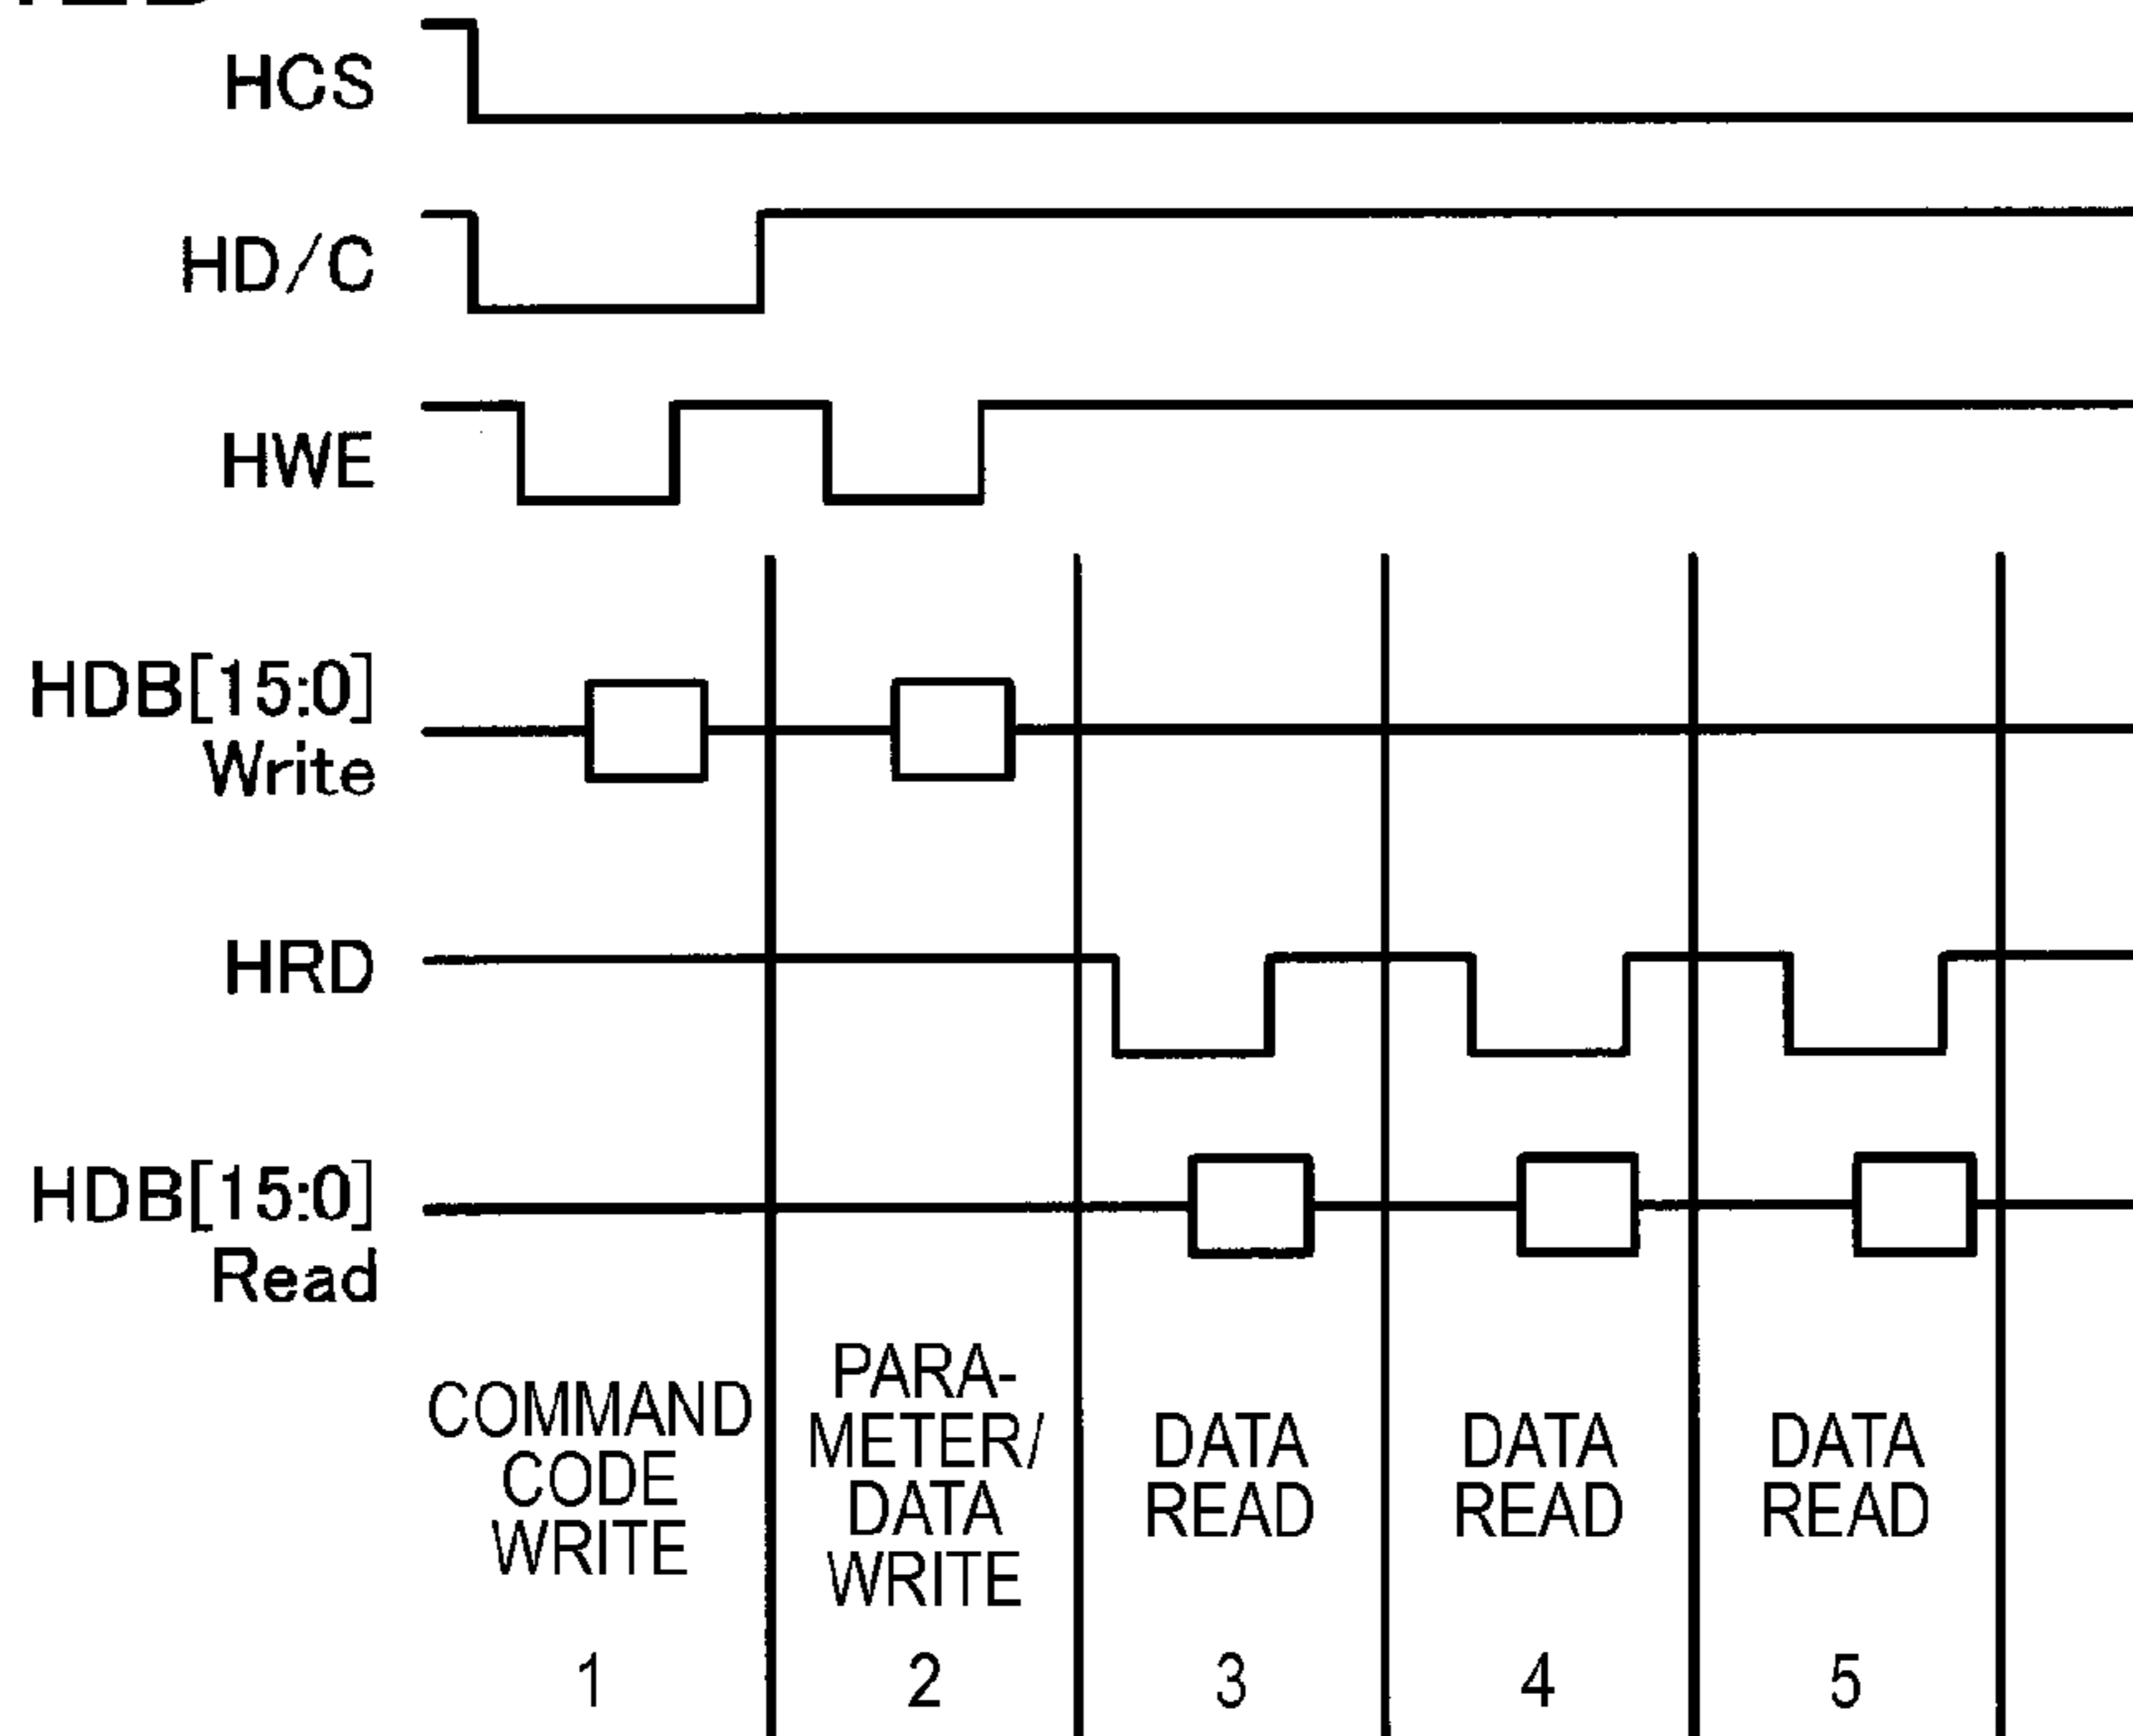 HCS
HD/C
HWE
HDB[15:0]
Write
HRD
HDB[15:0]
Read
COMMAND
CODE
WRITE
1
PARA-
METER/
DATA
WRITE
2
DATA
READ
3
DATA
READ
4
DATA
READ
5